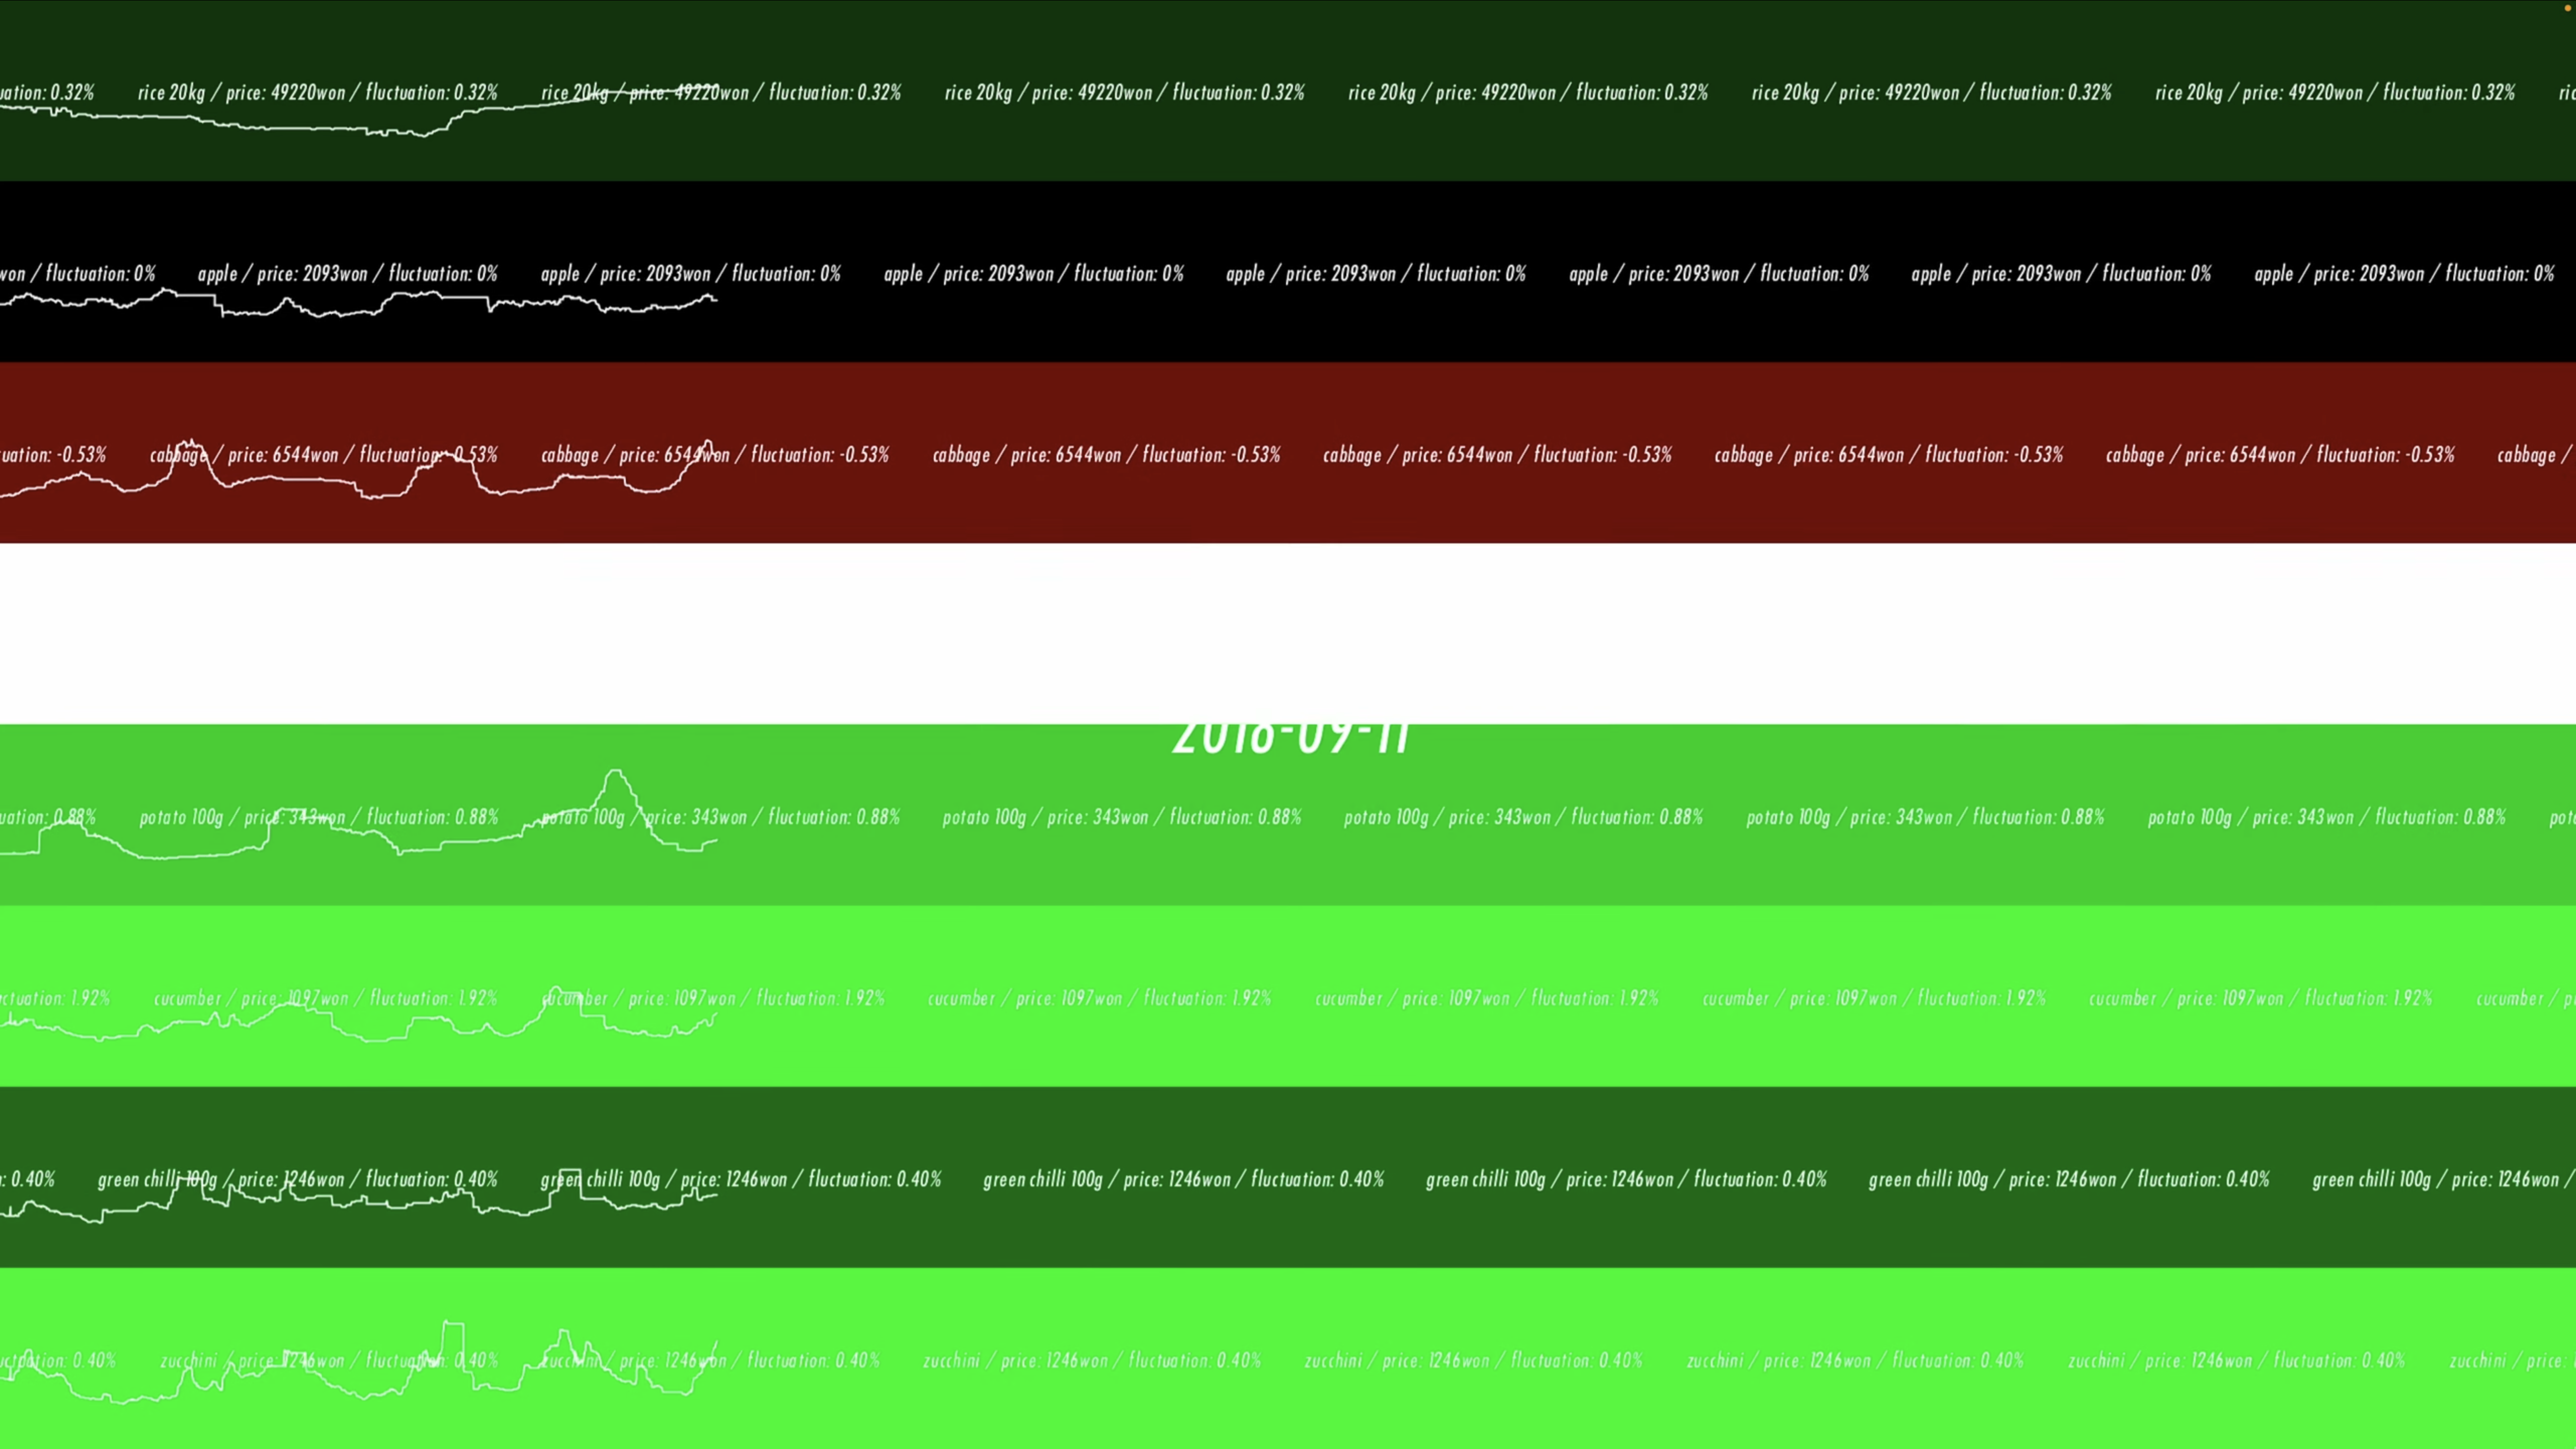 uation: 0.32% rice 20kg / price: 49220won / fluctuation: 0.32% rice 20kg / price: 49220won / fluctuation: 0.32% rice 20kg / price: 49220won / fluctuation: 0.32% rice 20kg / price: 49220won / fluctuation: 0.32% rice 20kg / price: 49220won / fluctuation: 0.32% rice 20kg / price: 49220won / fluctuation: 0.32% ric
won / fluctuation: 0% apple / price: 2093won / fluctuation: 0% apple / price: 2093won / fluctuation: 0% apple / price: 2093won / fluctuation: 0% apple / price: 2093won / fluctuation: 0% apple / price: 2093won / fluctuation: 0% apple / price: 2093won / fluctuation: 0% apple / price: 2093won / fluctuation: 0%
uation: -0.53% cabbage / price: 6544won / fluctuation: -0.53% cabbage / price: 6544won / fluctuation: -0.53% cabbage / price: 6544won / fluctuation: -0.53% cabbage / price: 6544won / fluctuation: -0.53% cabbage / price: 6544won / fluctuation: -0.53% cabbage / price: 6544won / fluctuation: -0.53% cabbage /
2018-09-11
uation: 0.88% potato 100g / price: 343won / fluctuation: 0.88% potato 100g / price: 343won / fluctuation: 0.88% potato 100g / price: 343won / fluctuation: 0.88% potato 100g / price: 343won / fluctuation: 0.88% potato 100g / price: 343won / fluctuation: 0.88% potato 100g / price: 343won / fluctuation: 0.88% pot
ctuation: 1.92% cucumber / price: 1097won / fluctuation: 1.92% cucumber / price: 1097won / fluctuation: 1.92% cucumber / price: 1097won / fluctuation: 1.92% cucumber / price: 1097won / fluctuation: 1.92% cucumber / price: 1097won / fluctuation: 1.92% cucumber / price: 1097won / fluctuation: 1.92% cucumber / p
: 0.40% green chilli 100g / price: 1246won / fluctuation: 0.40% green chilli 100g / price: 1246won / fluctuation: 0.40% green chilli 100g / price: 1246won / fluctuation: 0.40% green chilli 100g / price: 1246won / fluctuation: 0.40% green chilli 100g / price: 1246won / fluctuation: 0.40% green chilli 100g / price: 1246won /
uctuation: 0.40% zucchini / price: 1246won / fluctuation: 0.40% zucchini / price: 1246won / fluctuation: 0.40% zucchini / price: 1246won / fluctuation: 0.40% zucchini / price: 1246won / fluctuation: 0.40% zucchini / price: 1246won / fluctuation: 0.40% zucchini / price: 1246won / fluctuation: 0.40% zucchini / price: